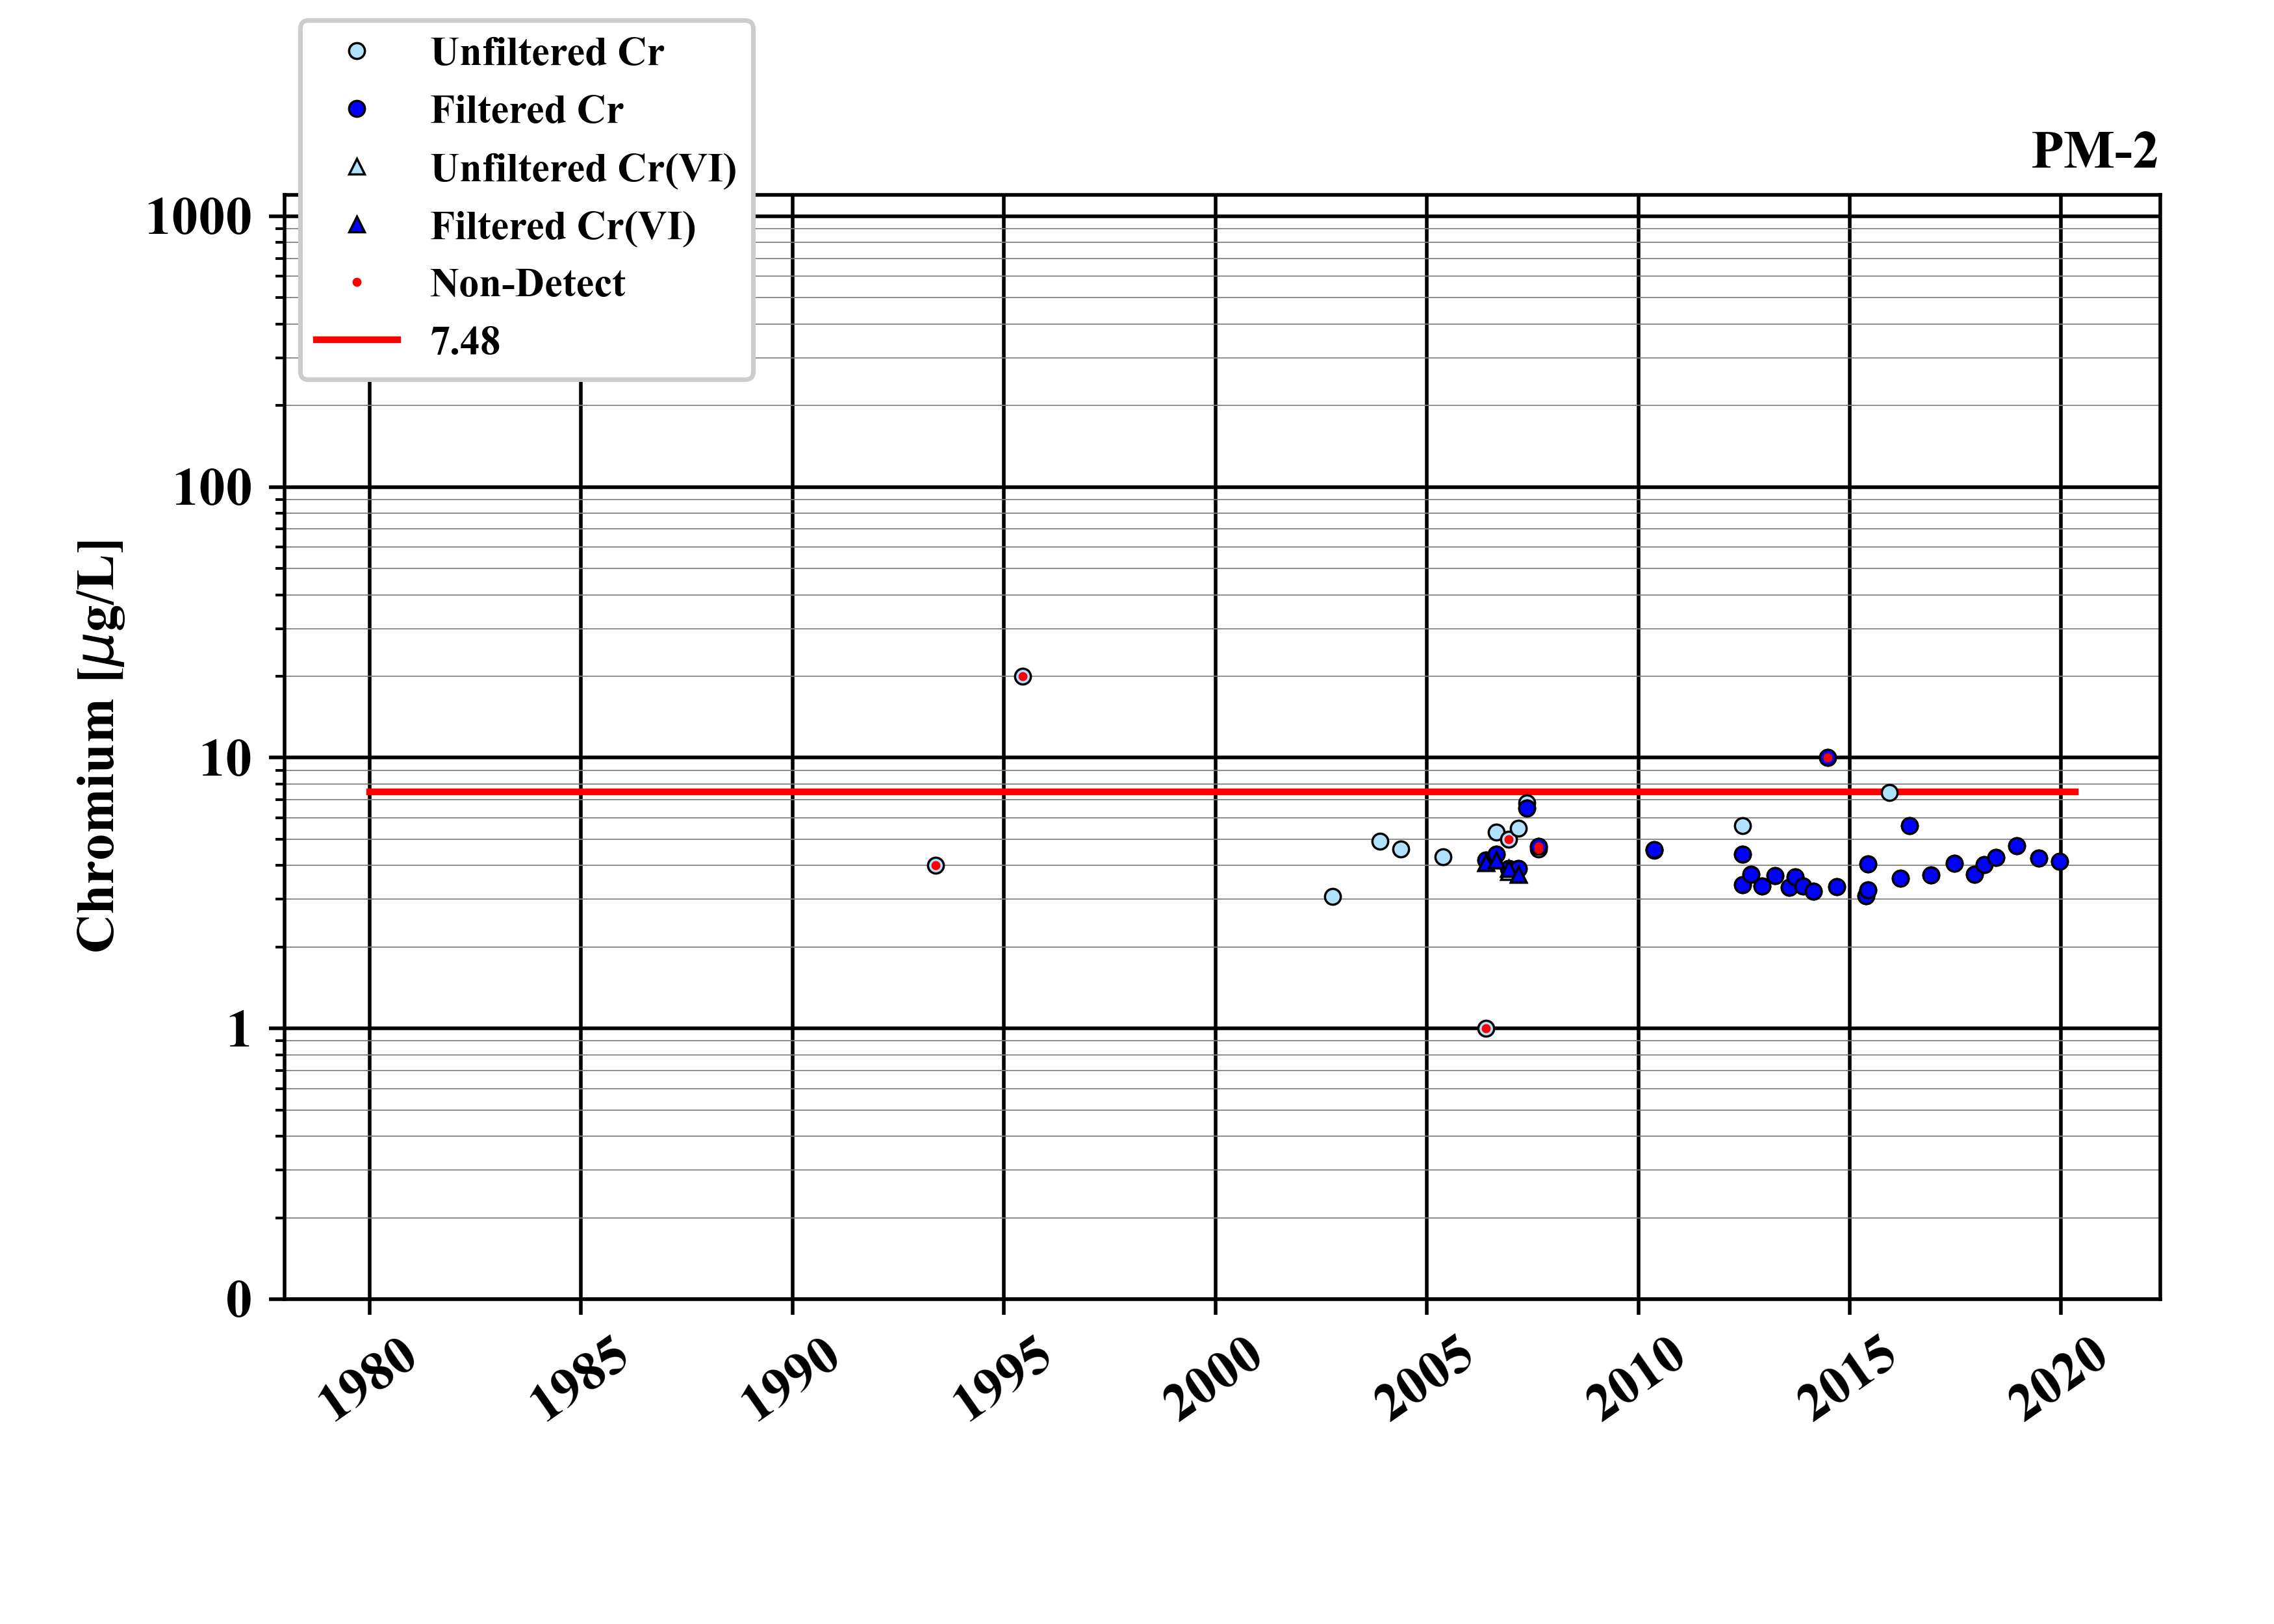 Unfiltered Cr
Filtered Cr
Unfiltered Cr(VI)
Filtered Cr(VI)
Non-Detect
7.48
PM-2
1000
100
10
1
0
Chromium [μg/L]
1980
1985
1990
1995
2000
2005
2010
2015
2020